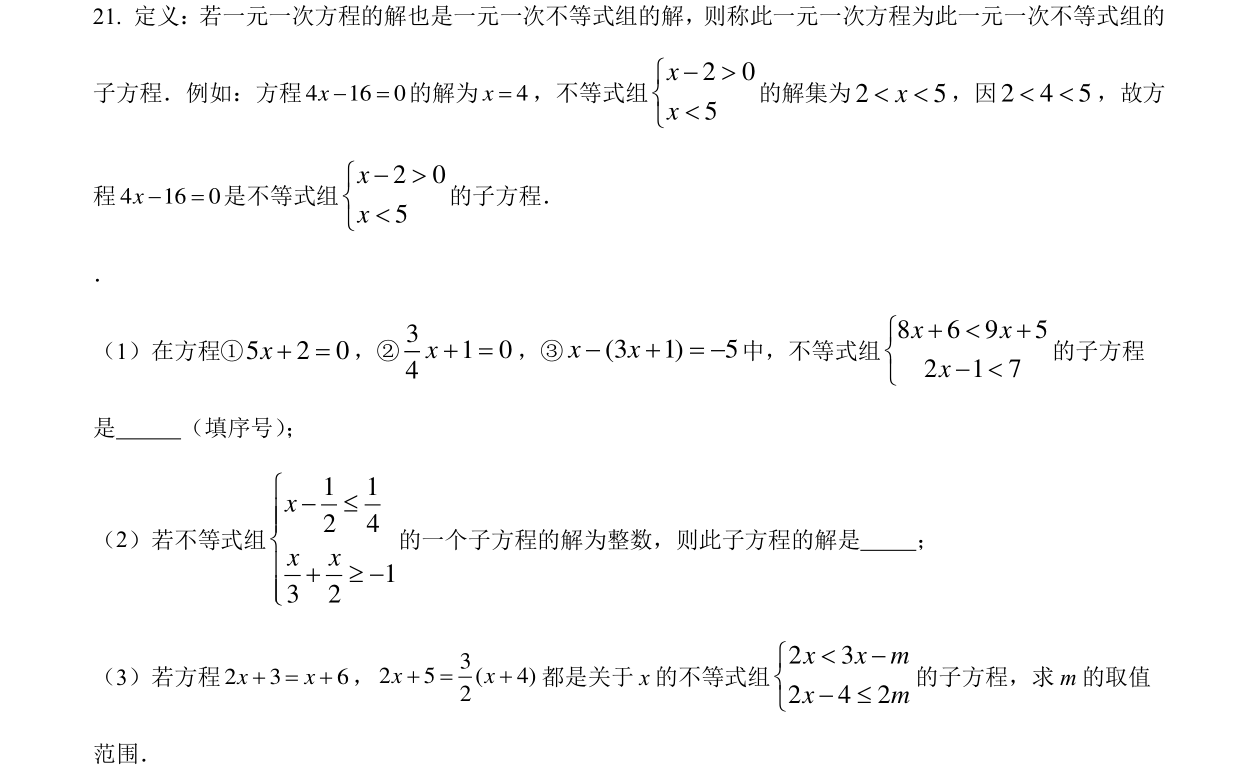 21. 定义：若一元一次方程的解也是一元一次不等式组的解，则称此一元一次方程为此一元一次不等式组的
子方程．例如：方程4x−16=0的解为x=4，不等式组{x−2>0 x<5的解集为2<x<5，因2<4<5，故方
程4x−16=0是不等式组{x−2>0 x<5的子方程．
．
（1）在方程①5x+2=0，②3/4 x+1=0，③x−(3x+1)=−5中，不等式组{8x+6<9x+5 2x−1<7的子方程
是______（填序号）；
（2）若不等式组{x−1/2≤1/4 x/3+x/2≥−1的一个子方程的解为整数，则此子方程的解是_____；
（3）若方程2x+3=x+6，2x+5=3/2(x+4)都是关于x的不等式组{2x<3x−m 2x−4≤2m的子方程，求m的取值
范围．